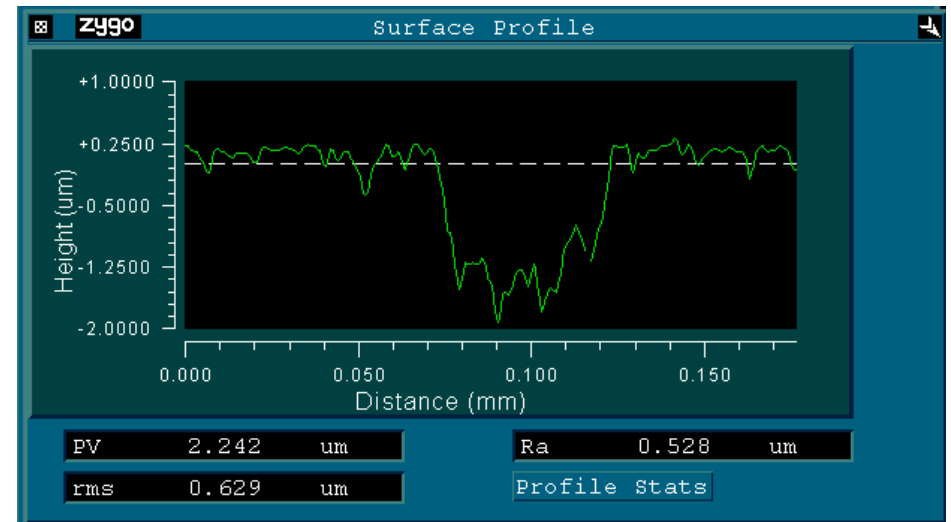 zygo Surface Profile
+1.0000
+0.2500
-0.5000
-1.2500
-2.0000
Height (um)
0.000 0.050 0.100 0.150
Distance (mm)
PV 2.242 um Ra 0.528 um
rms 0.629 um Profile Stats